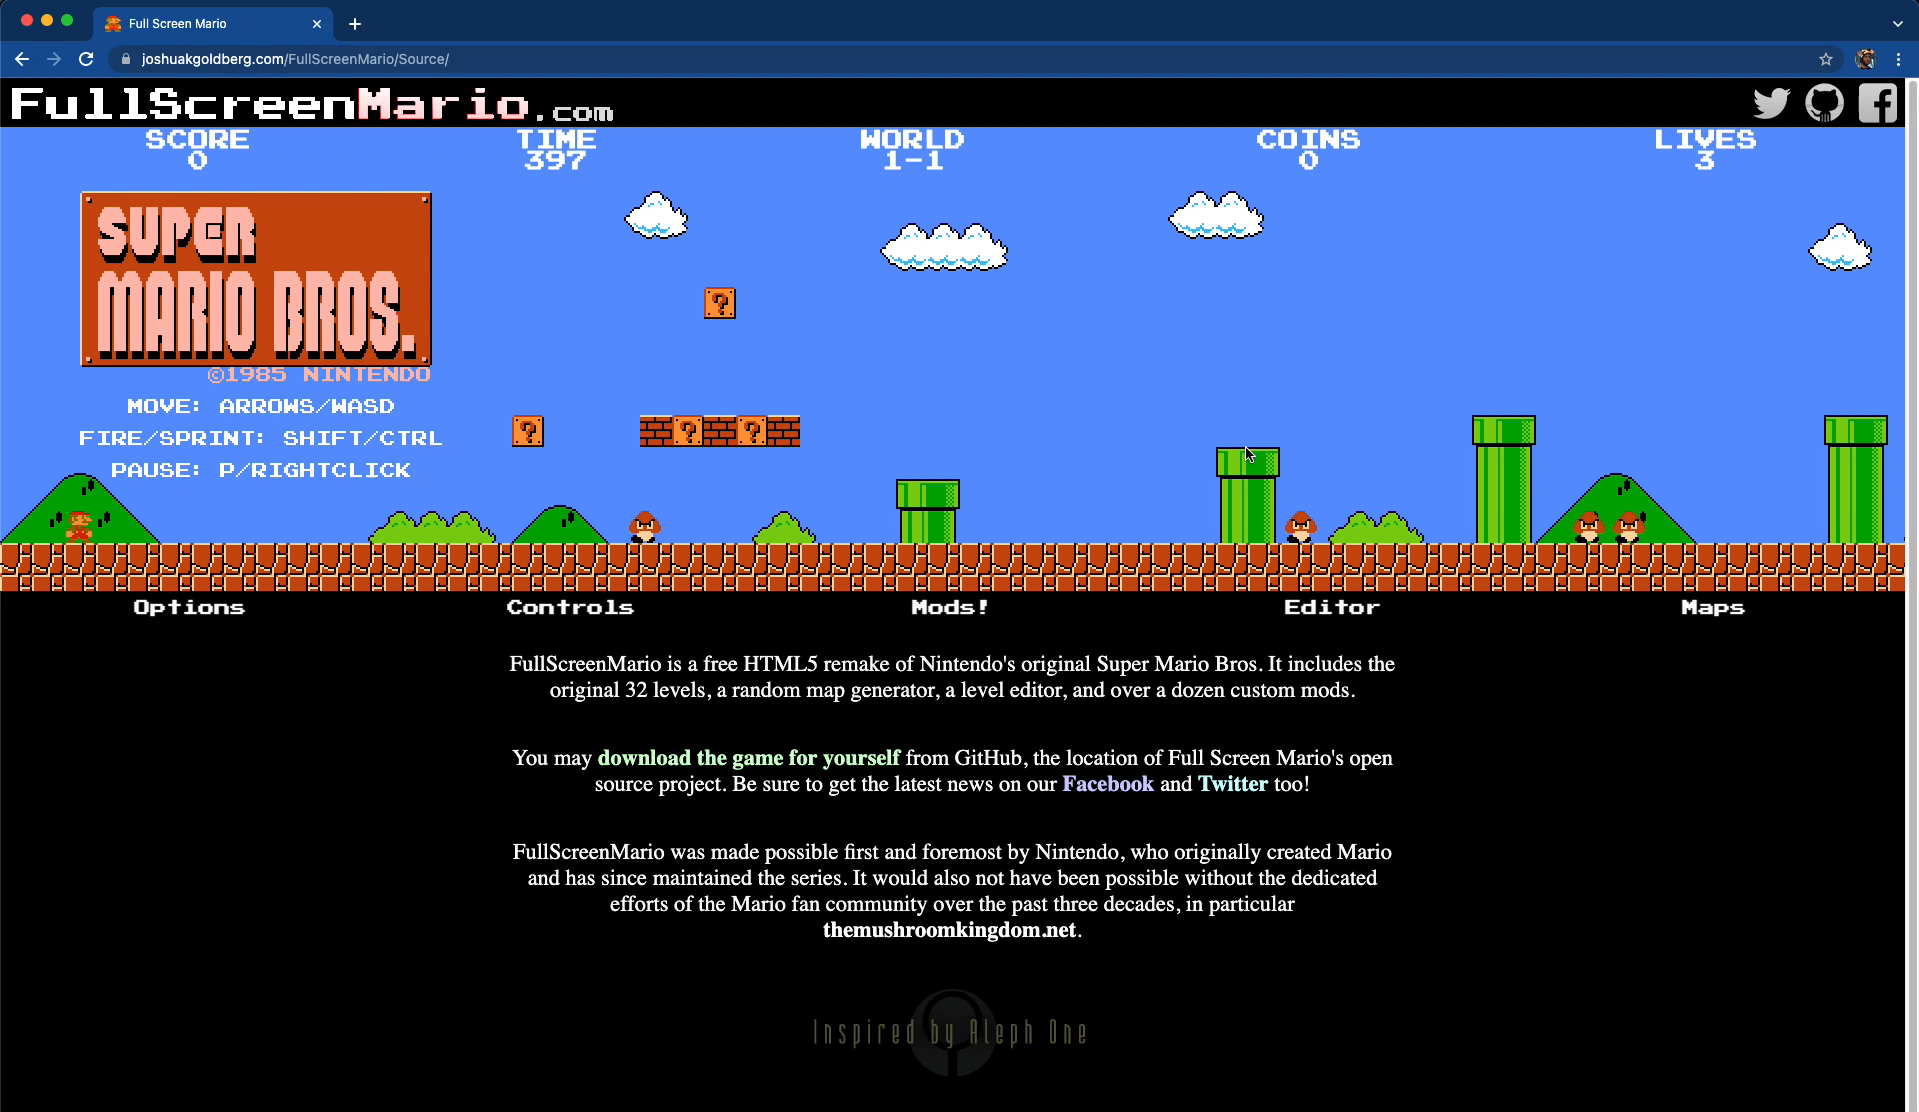 Full Screen Mario
joshuakgoldberg.com/FullScreenMario/Source/
FullScreenMario.com
SCORE TIME WORLD COINS LIVES
0 397 1-1 0 3
SUPER
MARIO BROS.
©1985 NINTENDO
MOVE: ARROWS/WASD
FIRE/SPRINT: SHIFT/CTRL
PAUSE: P/RIGHTCLICK
?
? ? ?
Options Controls Mods! Editor Maps
FullScreenMario is a free HTML5 remake of Nintendo's original Super Mario Bros. It includes the
original 32 levels, a random map generator, a level editor, and over a dozen custom mods.
You may download the game for yourself from GitHub, the location of Full Screen Mario's open
source project. Be sure to get the latest news on our Facebook and Twitter too!
FullScreenMario was made possible first and foremost by Nintendo, who originally created Mario
and has since maintained the series. It would also not have been possible without the dedicated
efforts of the Mario fan community over the past three decades, in particular
themushroomkingdom.net.
Inspired by Aleph One